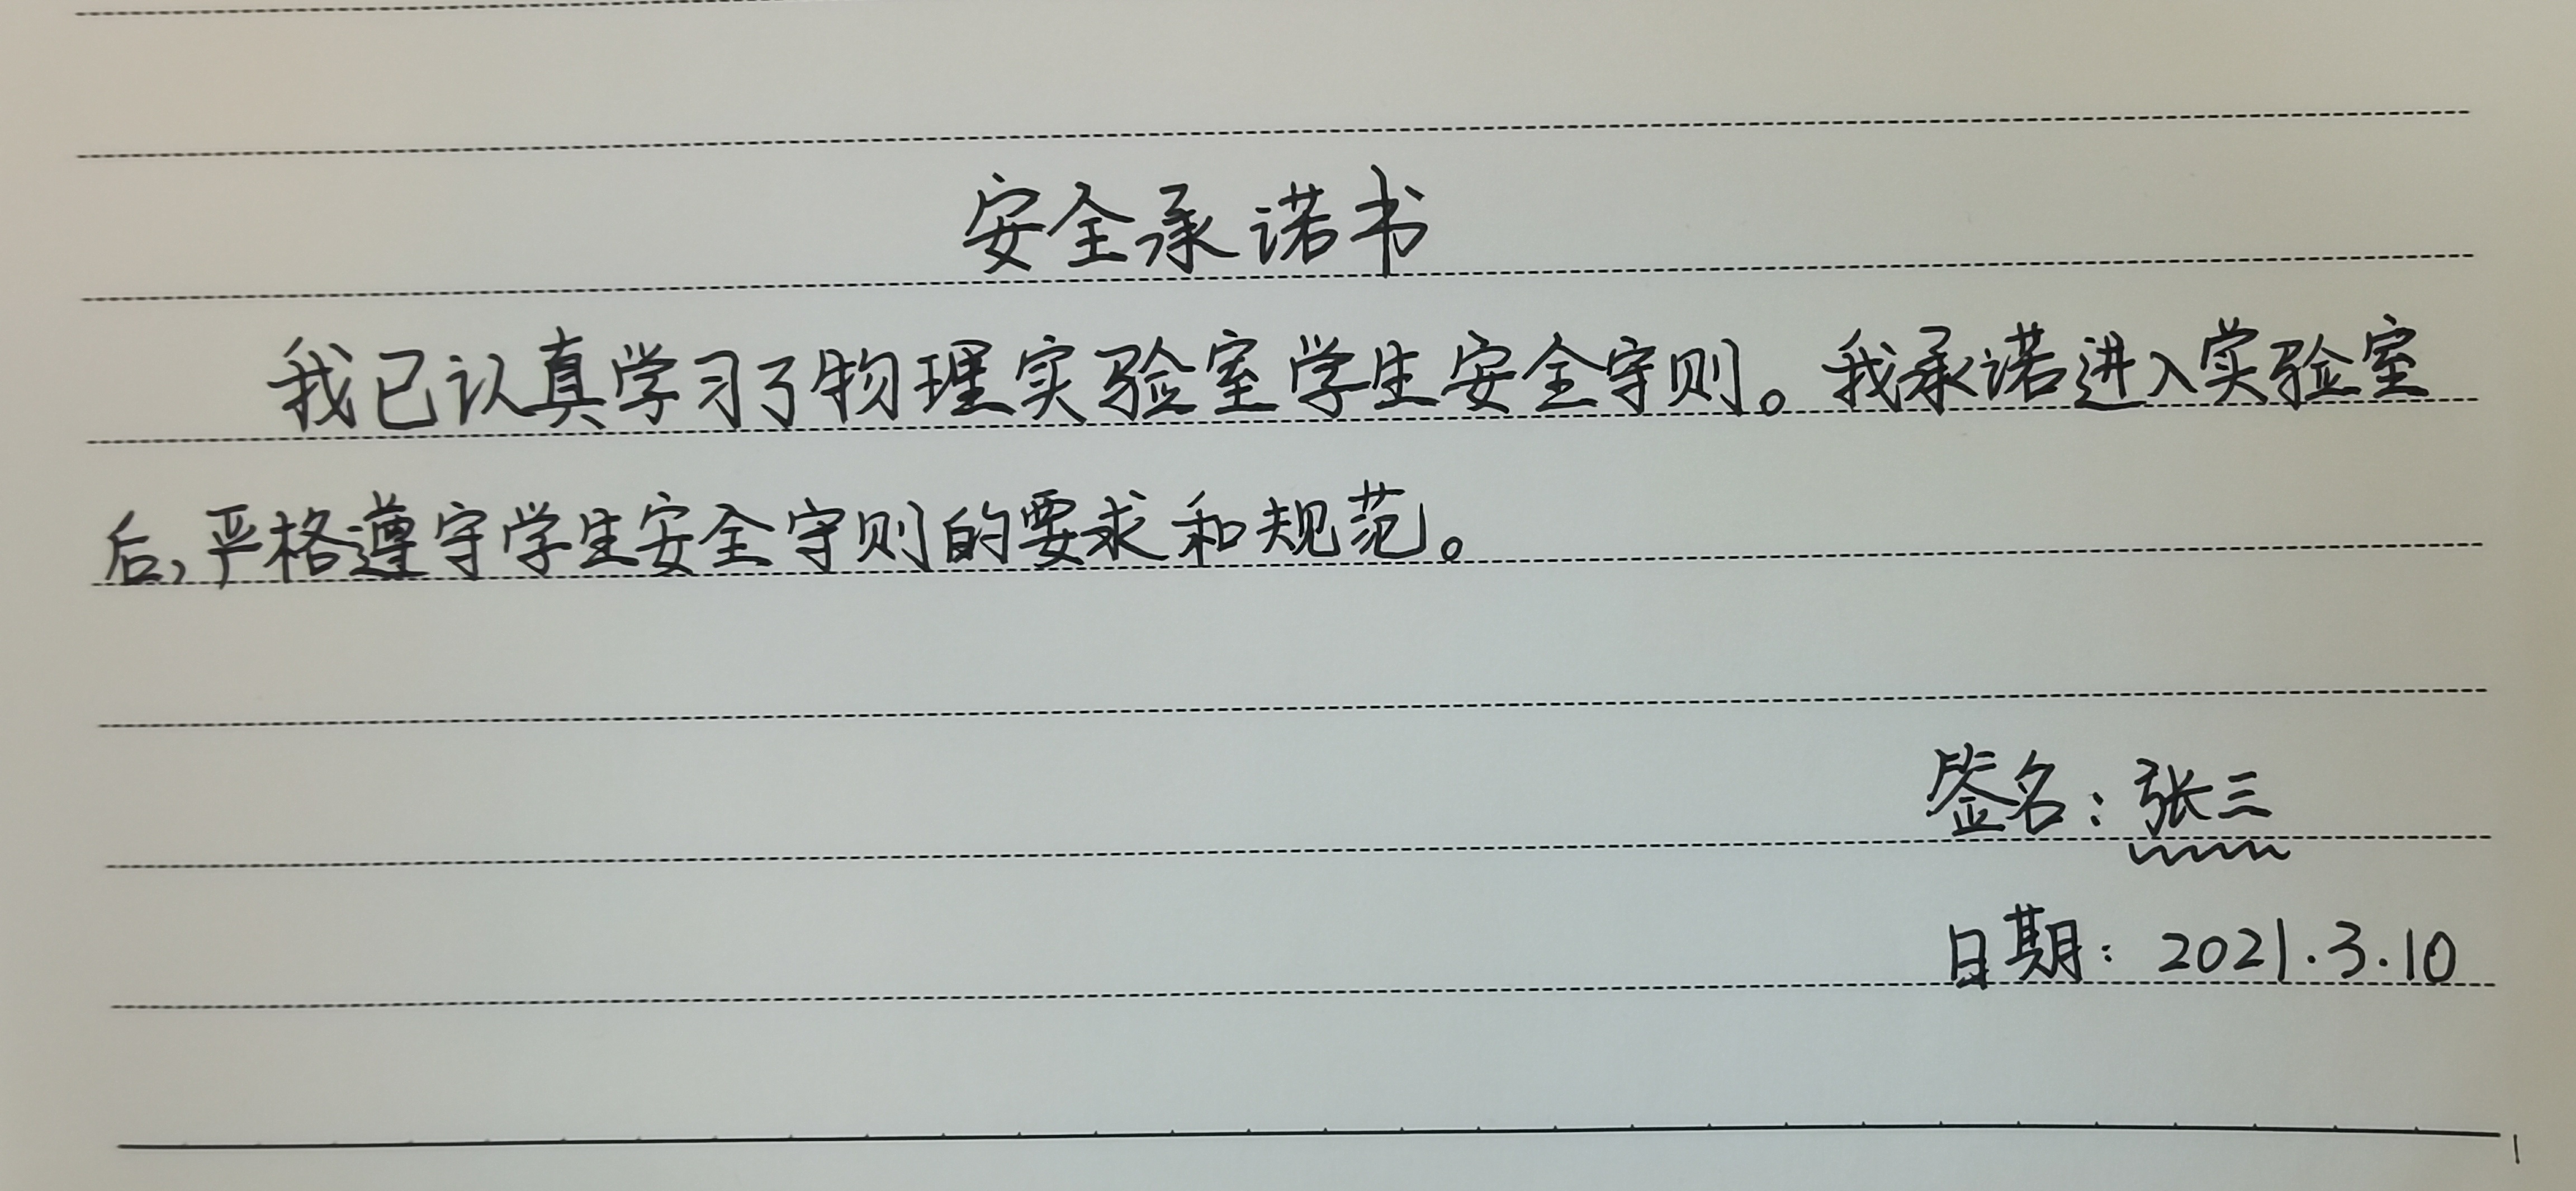 安全承诺书
我已认真学习了物理实验室学生安全守则。我承诺进入实验室
后,严格遵守学生安全守则的要求和规范。
签名:张三
日期:2021.3.10